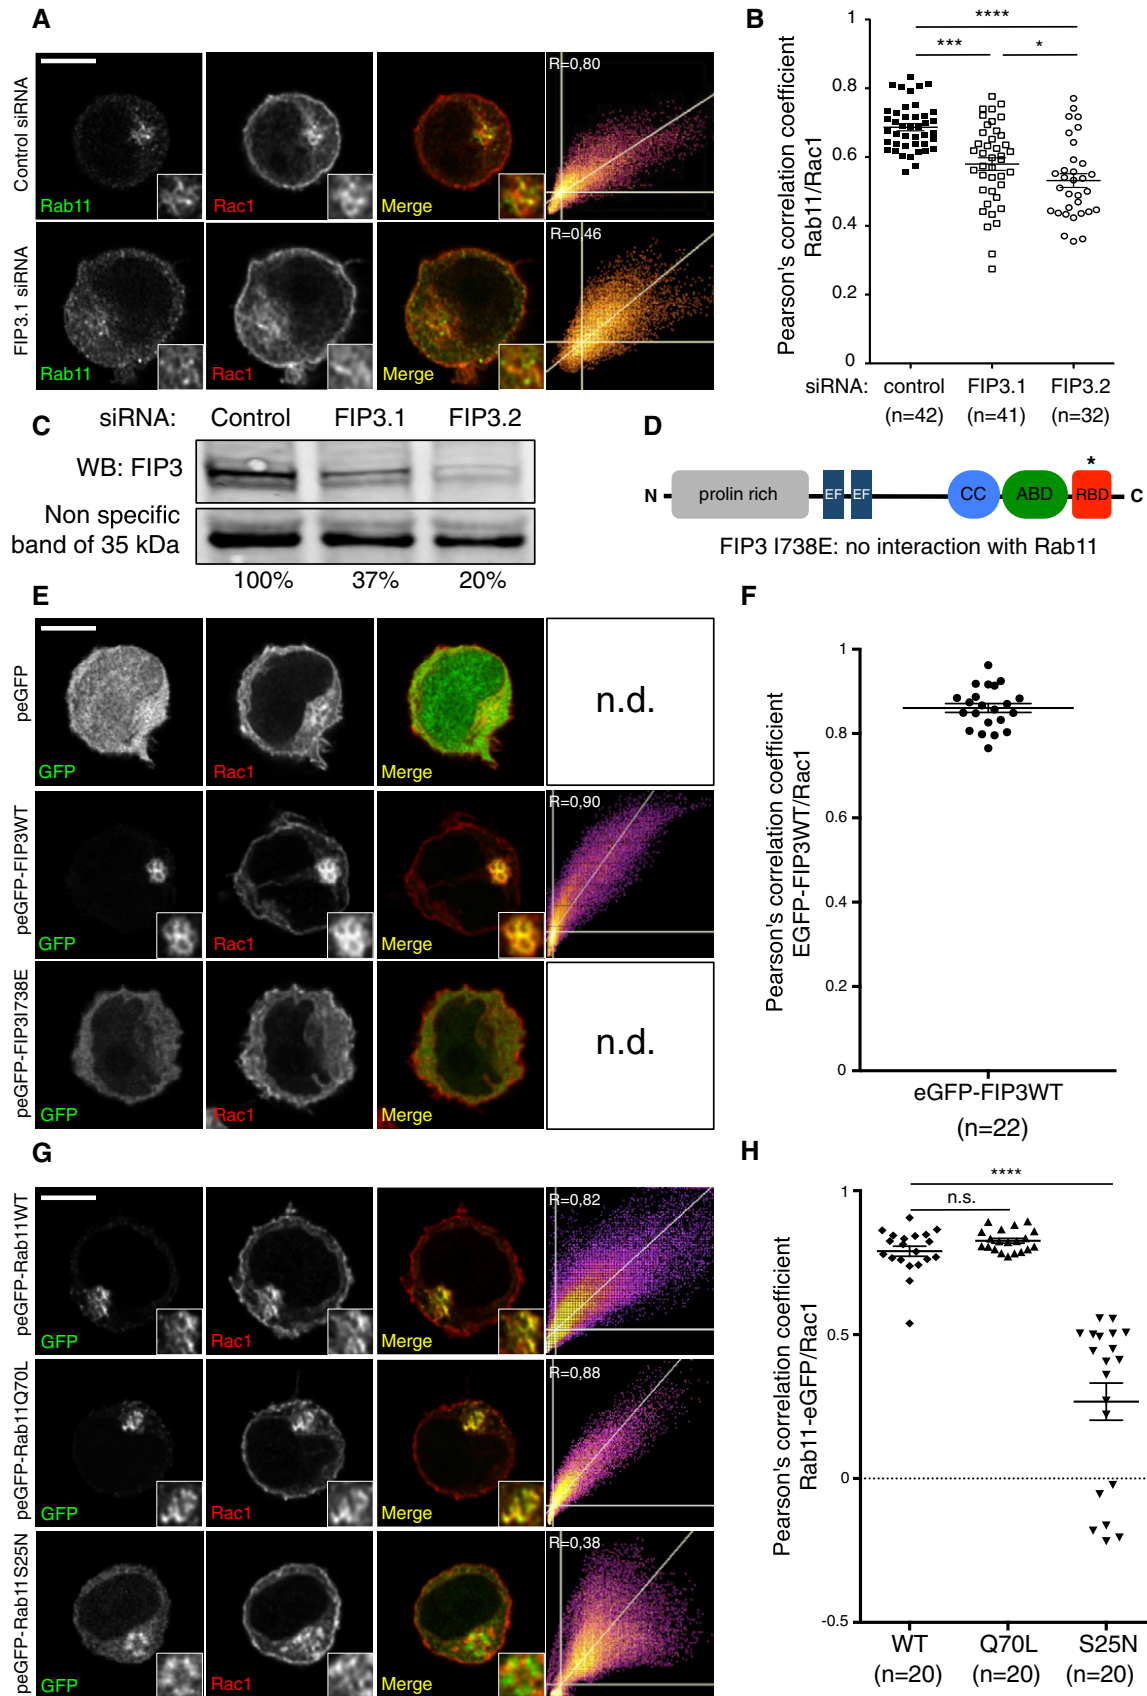 A
Control siRNA
Rab11
Rac1
Merge
R=0,80
FIP3.1 siRNA
Rab11
Rac1
Merge
R=0,46
B
Pearson's correlation coefficient
Rab11/Rac1
1
0.8
0.6
0.4
0.2
0
****
***
*
siRNA: control FIP3.1 FIP3.2
(n=42) (n=41) (n=32)
C
siRNA: Control FIP3.1 FIP3.2
WB: FIP3
Non specific
band of 35 kDa
100% 37% 20%
D
*
N prolin rich EF EF CC ABD RBD C
FIP3 I738E: no interaction with Rab11
E
peGFP
GFP
Rac1
Merge
n.d.
peGFP-FIP3WT
GFP
Rac1
Merge
R=0,90
peGFP-FIP3I738E
GFP
Rac1
Merge
n.d.
F
Pearson's correlation coefficient
EGFP-FIP3WT/Rac1
1
0.8
0.6
0.4
0.2
0
eGFP-FIP3WT
(n=22)
G
peGFP-Rab11WT
GFP
Rac1
Merge
R=0,82
peGFP-Rab11Q70L
GFP
Rac1
Merge
R=0,88
peGFP-Rab11S25N
GFP
Rac1
Merge
R=0,38
H
Pearson's correlation coefficient
Rab11-eGFP/Rac1
1
0.5
0
-0.5
****
n.s.
WT Q70L S25N
(n=20) (n=20) (n=20)